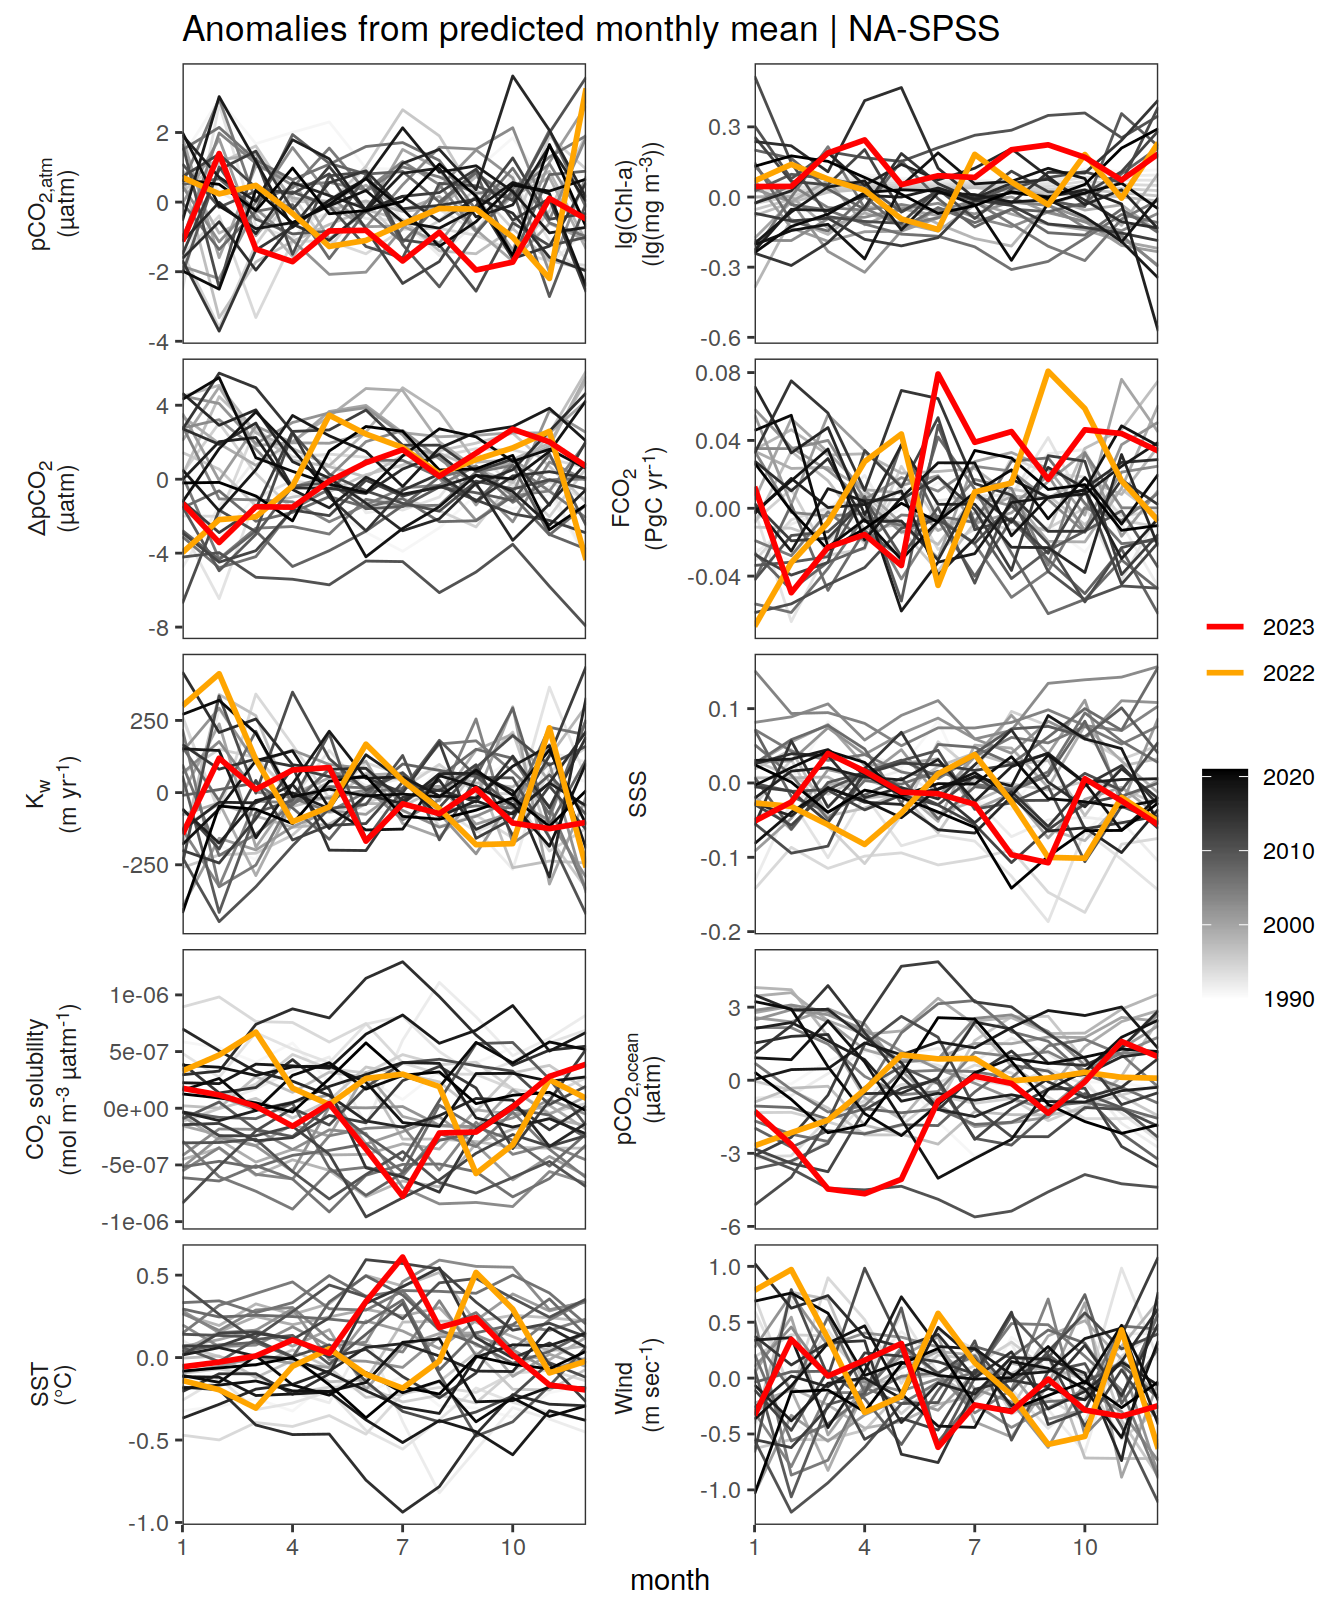 Anomalies from predicted monthly mean | NA-SPSS
pCO2,atm
(µatm)
2
0
-2
-4
lg(Chl-a)
(lg(mg m-3))
0.3
0.0
-0.3
-0.6
ΔpCO2
(µatm)
4
0
-4
-8
FCO2
(PgC yr-1)
0.08
0.04
0.00
-0.04
Kw
(m yr-1)
250
0
-250
SSS
0.1
0.0
-0.1
-0.2
CO2 solubility
(mol m-3 µatm-1)
1e-06
5e-07
0e+00
-5e-07
-1e-06
pCO2,ocean
(µatm)
3
0
-3
-6
SST
(°C)
0.5
0.0
-0.5
-1.0
1
4
7
10
Wind
(m sec-1)
1.0
0.5
0.0
-0.5
-1.0
1
4
7
10
month
2023
2022
2020
2010
2000
1990